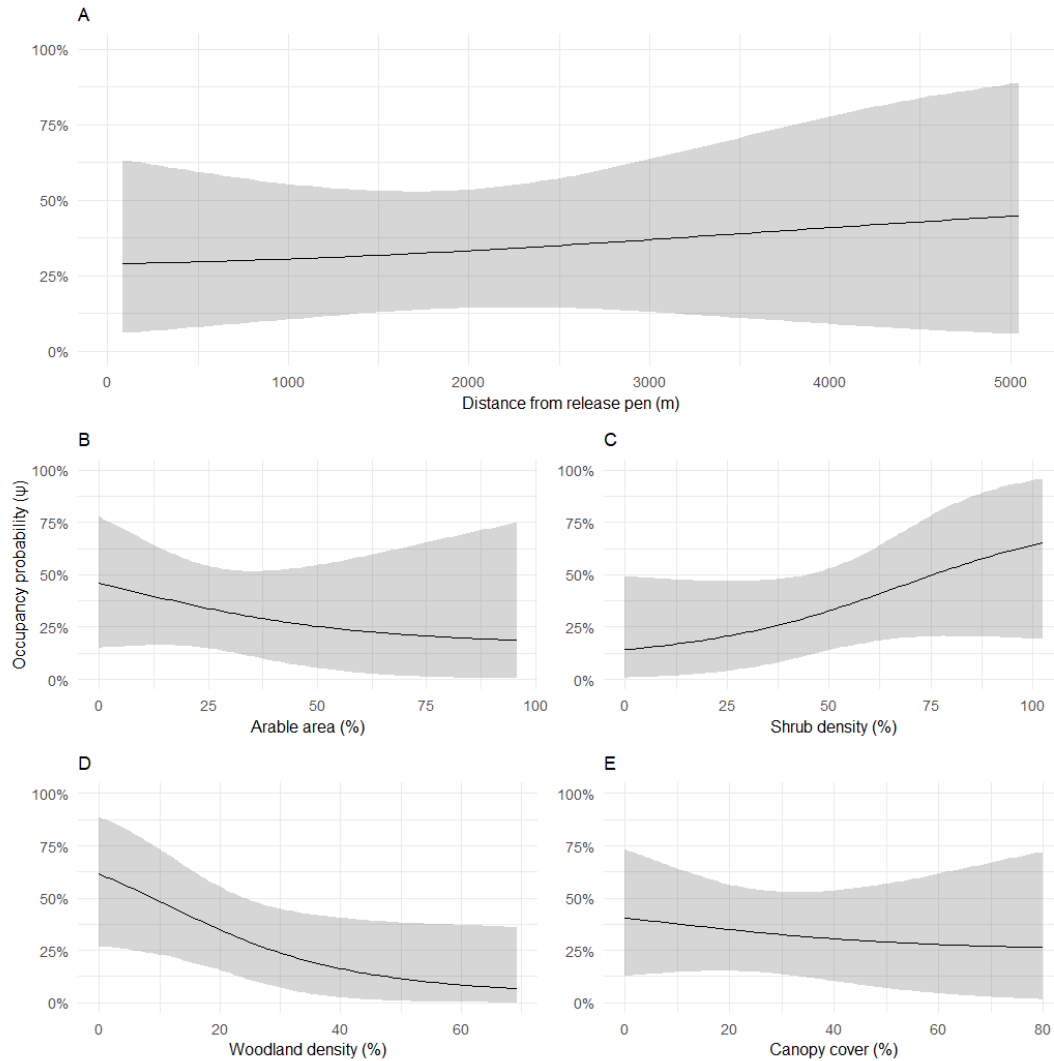 A
100%
75%
50%
25%
0%
0 1000 2000 3000 4000 5000
Distance from release pen (m)
Occupancy probability (ψ)
B
100%
75%
50%
25%
0%
0 25 50 75 100
Arable area (%)
C
100%
75%
50%
25%
0%
0 25 50 75 100
Shrub density (%)
D
100%
75%
50%
25%
0%
0 20 40 60
Woodland density (%)
E
100%
75%
50%
25%
0%
0 20 40 60 80
Canopy cover (%)